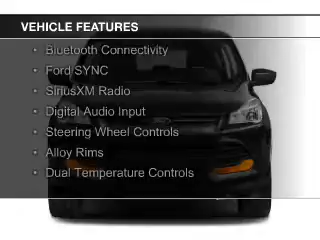 VEHICLE FEATURES
• Bluetooth Connectivity
• Ford SYNC
• SiriusXM Radio
• Digital Audio Input
• Steering Wheel Controls
• Alloy Rims
• Dual Temperature Controls